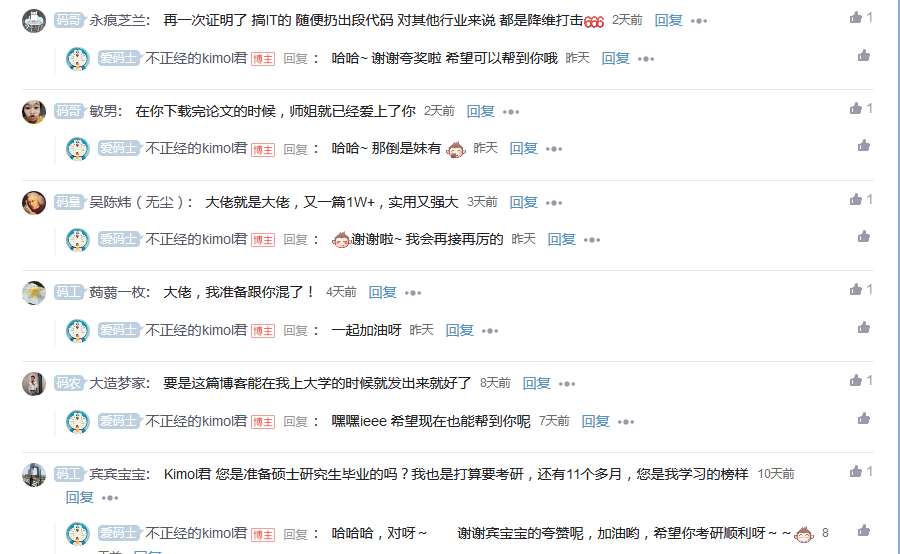 码哥 永痕芝兰： 再一次证明了 搞IT的 随便扔出段代码 对其他行业来说 都是降维打击666 2天前 回复 ••• 1
爱码士 不正经的kimol君 博主 回复 ： 哈哈~ 谢谢夸奖啦 希望可以帮到你哦 昨天 回复 •••
码哥 敏男： 在你下载完论文的时候，师姐就已经爱上了你 2天前 回复 ••• 1
爱码士 不正经的kimol君 博主 回复 ： 哈哈~ 那倒是妹有 昨天 回复 •••
码皇 吴陈炜（无尘）： 大佬就是大佬，又一篇1W+，实用又强大 3天前 回复 ••• 1
爱码士 不正经的kimol君 博主 回复 ： 谢谢啦~ 我会再接再厉的 昨天 回复 •••
码工 蒟蒻一枚： 大佬，我准备跟你混了！ 4天前 回复 ••• 1
爱码士 不正经的kimol君 博主 回复 ： 一起加油呀 昨天 回复 •••
码农 大造梦家： 要是这篇博客能在我上大学的时候就发出来就好了 8天前 回复 ••• 1
爱码士 不正经的kimol君 博主 回复 ： 嘿嘿ieee 希望现在也能帮到你呢 7天前 回复 •••
码工 宾宾宝宝： Kimol君 您是准备硕士研究生毕业的吗？我也是打算要考研，还有11个多月，您是我学习的榜样 10天前 1
回复 •••
爱码士 不正经的kimol君 博主 回复 ： 哈哈哈，对呀～ 谢谢宾宝宝的夸赞呢，加油哟，希望你考研顺利呀～～ 8
天前 回复